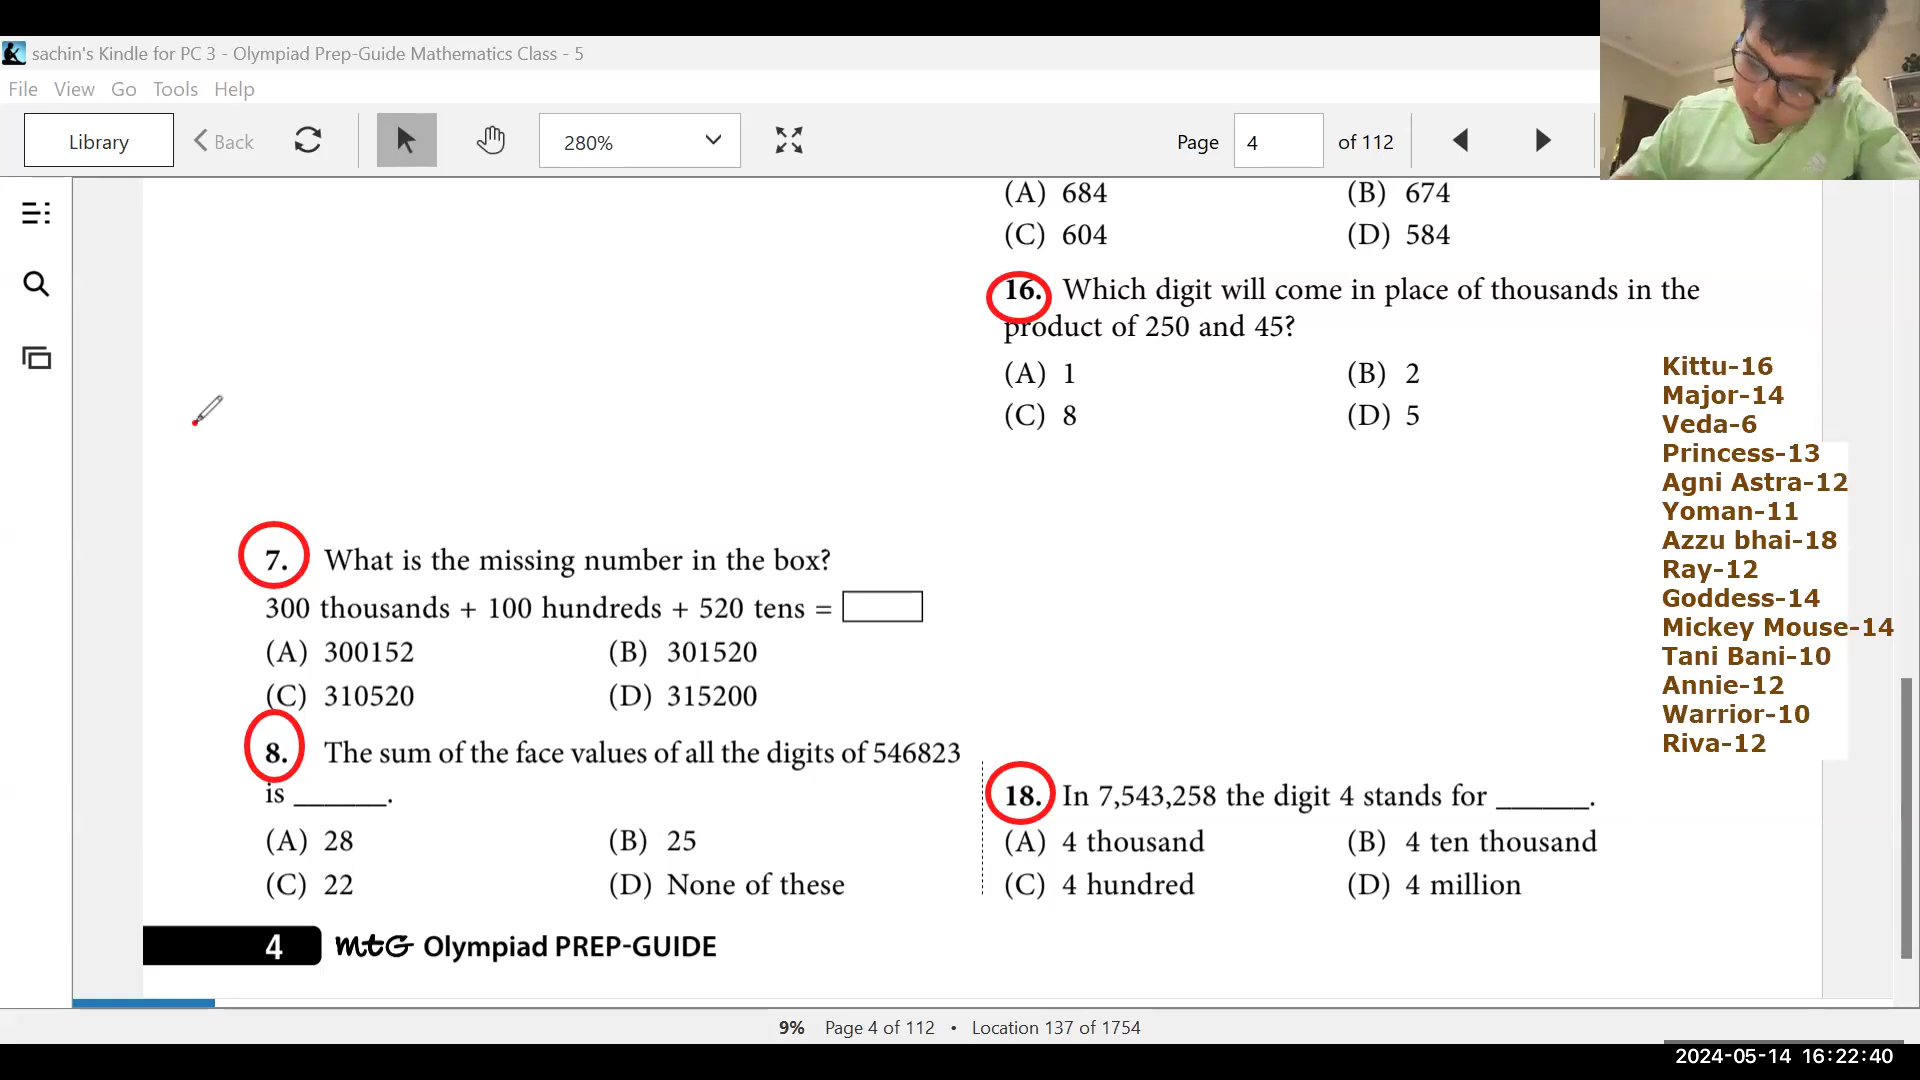 sachin's Kindle for PC 3 - Olympiad Prep-Guide Mathematics Class - 5
File View Go Tools Help
Library Back 280% Page 4 of 112
(A) 684 (B) 674
(C) 604 (D) 584
16. Which digit will come in place of thousands in the
product of 250 and 45?
(A) 1 (B) 2
(C) 8 (D) 5
Kittu-16
Major-14
Veda-6
Princess-13
Agni Astra-12
Yoman-11
Azzu bhai-18
Ray-12
Goddess-14
Mickey Mouse-14
Tani Bani-10
Annie-12
Warrior-10
Riva-12
7. What is the missing number in the box?
300 thousands + 100 hundreds + 520 tens =
(A) 300152 (B) 301520
(C) 310520 (D) 315200
8. The sum of the face values of all the digits of 546823
is ______.
(A) 28 (B) 25
(C) 22 (D) None of these
18. In 7,543,258 the digit 4 stands for ______.
(A) 4 thousand (B) 4 ten thousand
(C) 4 hundred (D) 4 million
4 mtG Olympiad PREP-GUIDE
9% Page 4 of 112 • Location 137 of 1754
2024-05-14 16:22:40